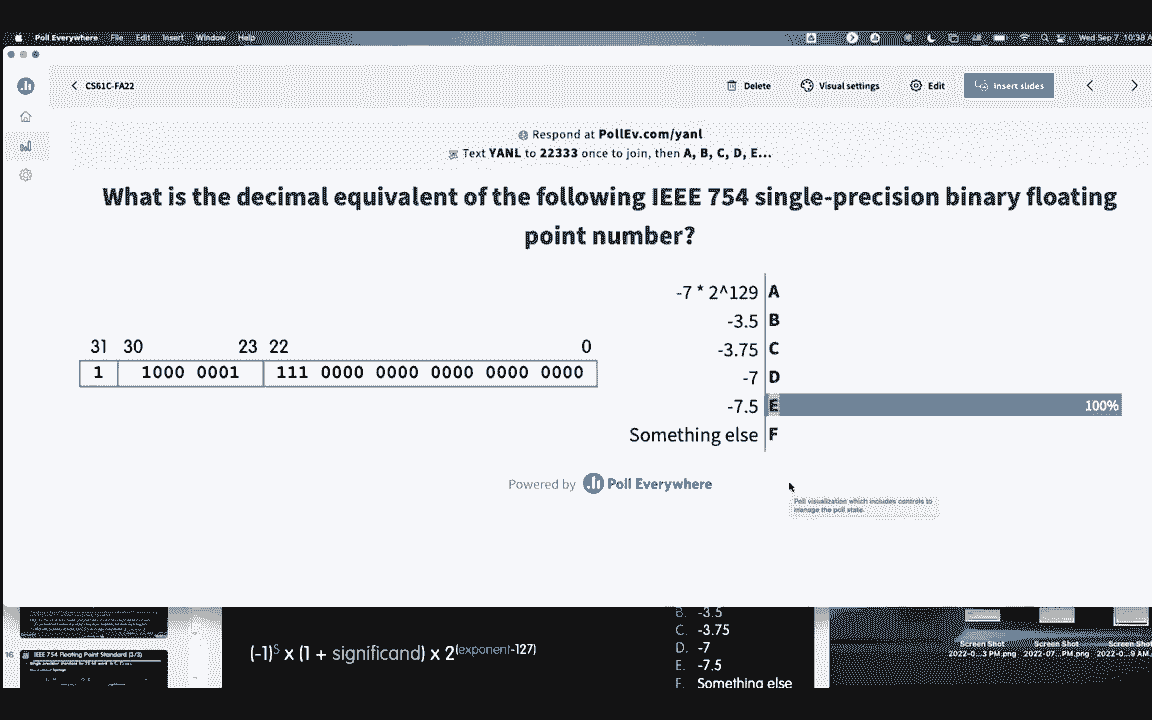 Poll Everywhere File Edit Insert Window Help Wed Sep 7 10:38 A
CS61C-FA22 Delete Visual settings Edit Insert slides
Respond at PollEv.com/yanl
Text YANL to 22333 once to join, then A, B, C, D, E...
What is the decimal equivalent of the following IEEE 754 single-precision binary floating
point number?
-7 * 2^129 A
-3.5 B
-3.75 C
-7 D
-7.5 E 100%
Something else F
31 30 23 22 0
1 1000 0001 111 0000 0000 0000 0000 0000
Powered by Poll Everywhere
Poll visualization which includes controls to
manage the poll state.
16 IEEE 754 Floating Point Standard (3/3)
(-1)^S x (1 + significand) x 2^(exponent-127)
B. -3.5
C. -3.75
D. -7
E. -7.5
F. Something else
Screen Shot Screen Shot Screen Shot
2022-0...3 PM.png 2022-07...PM.png 2022-0...9 AM.